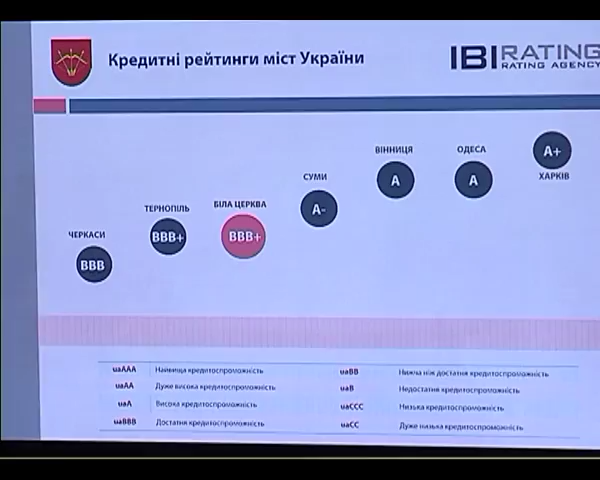 Кредитні рейтинги міст України
IBI RATING
RATING AGENCY
ЧЕРКАСИ
BBB
ТЕРНОПІЛЬ
BBB+
БІЛА ЦЕРКВА
BBB+
СУМИ
A-
ВІННИЦЯ
A
ОДЕСА
A
A+
ХАРКІВ
uaAAA Найвища кредитоспроможність
uaAA Дуже висока кредитоспроможність
uaA Висока кредитоспроможність
uaBBB Достатня кредитоспроможність
uaBB Нижча ніж достатня кредитоспроможність
uaB Недостатня кредитоспроможність
uaCCC Низька кредитоспроможність
uaCC Дуже низька кредитоспроможність